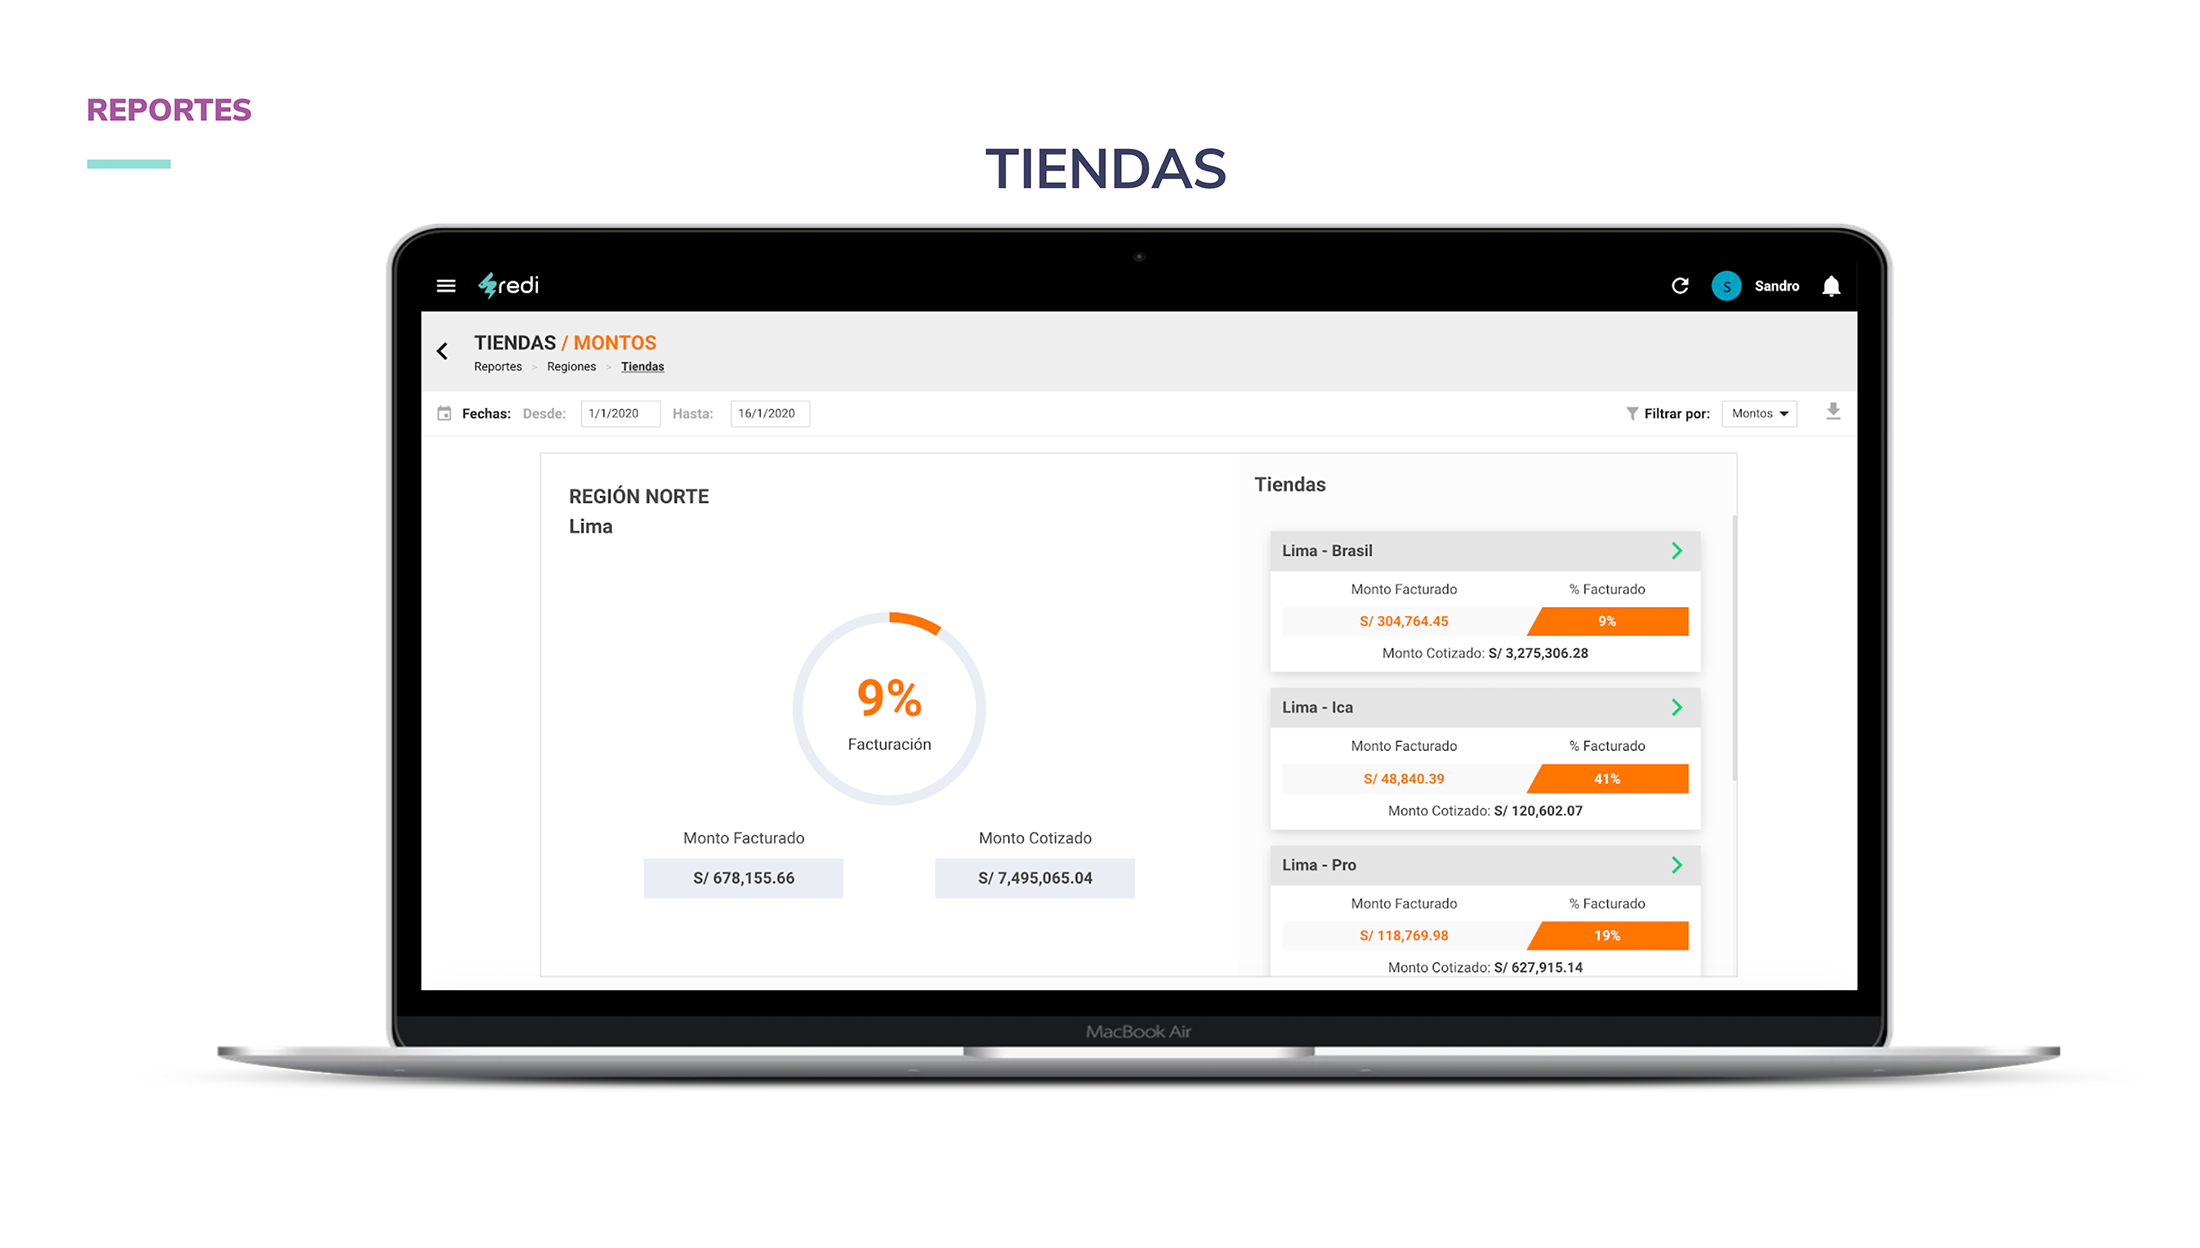 REPORTES
TIENDAS
redi
S
Sandro
TIENDAS / MONTOS
Reportes > Regiones > Tiendas
Fechas: Desde: 1/1/2020 Hasta: 16/1/2020
Filtrar por: Montos
REGIÓN NORTE
Lima
9%
Facturación
Monto Facturado
S/ 678,155.66
Monto Cotizado
S/ 7,495,065.04
Tiendas
Lima - Brasil
Monto Facturado % Facturado
S/ 304,764.45 9%
Monto Cotizado: S/ 3,275,306.28
Lima - Ica
Monto Facturado % Facturado
S/ 48,840.39 41%
Monto Cotizado: S/ 120,602.07
Lima - Pro
Monto Facturado % Facturado
S/ 118,769.98 19%
Monto Cotizado: S/ 627,915.14
MacBook Air